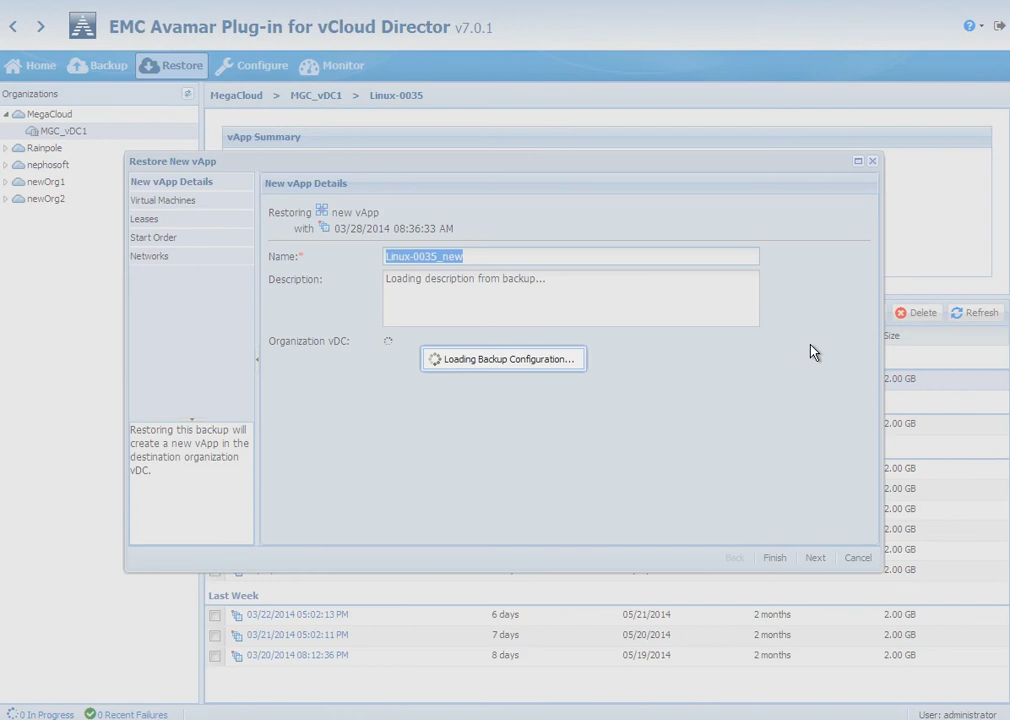 EMC Avamar Plug-in for vCloud Director v7.0.1
Home Backup Restore Configure Monitor
Organizations
MegaCloud
MGC_vDC1
Rainpole
nephosoft
newOrg1
newOrg2
MegaCloud > MGC_vDC1 > Linux-0035
vApp Summary
Restore New vApp
New vApp Details
Virtual Machines
Leases
Start Order
Networks
Restoring this backup will
create a new vApp in the
destination organization
vDC.
New vApp Details
Restoring new vApp
with 03/28/2014 08:36:33 AM
Name:* Linux-0035_new
Description: Loading description from backup...
Organization vDC:
Loading Backup Configuration...
Back Finish Next Cancel
Delete Refresh
Size
2.00 GB
2.00 GB
2.00 GB
2.00 GB
2.00 GB
2.00 GB
2.00 GB
Last Week
03/22/2014 05:02:13 PM 6 days 05/21/2014 2 months 2.00 GB
03/21/2014 05:02:11 PM 7 days 05/20/2014 2 months 2.00 GB
03/20/2014 08:12:36 PM 8 days 05/19/2014 2 months 2.00 GB
0 In Progress 0 Recent Failures
User: administrator